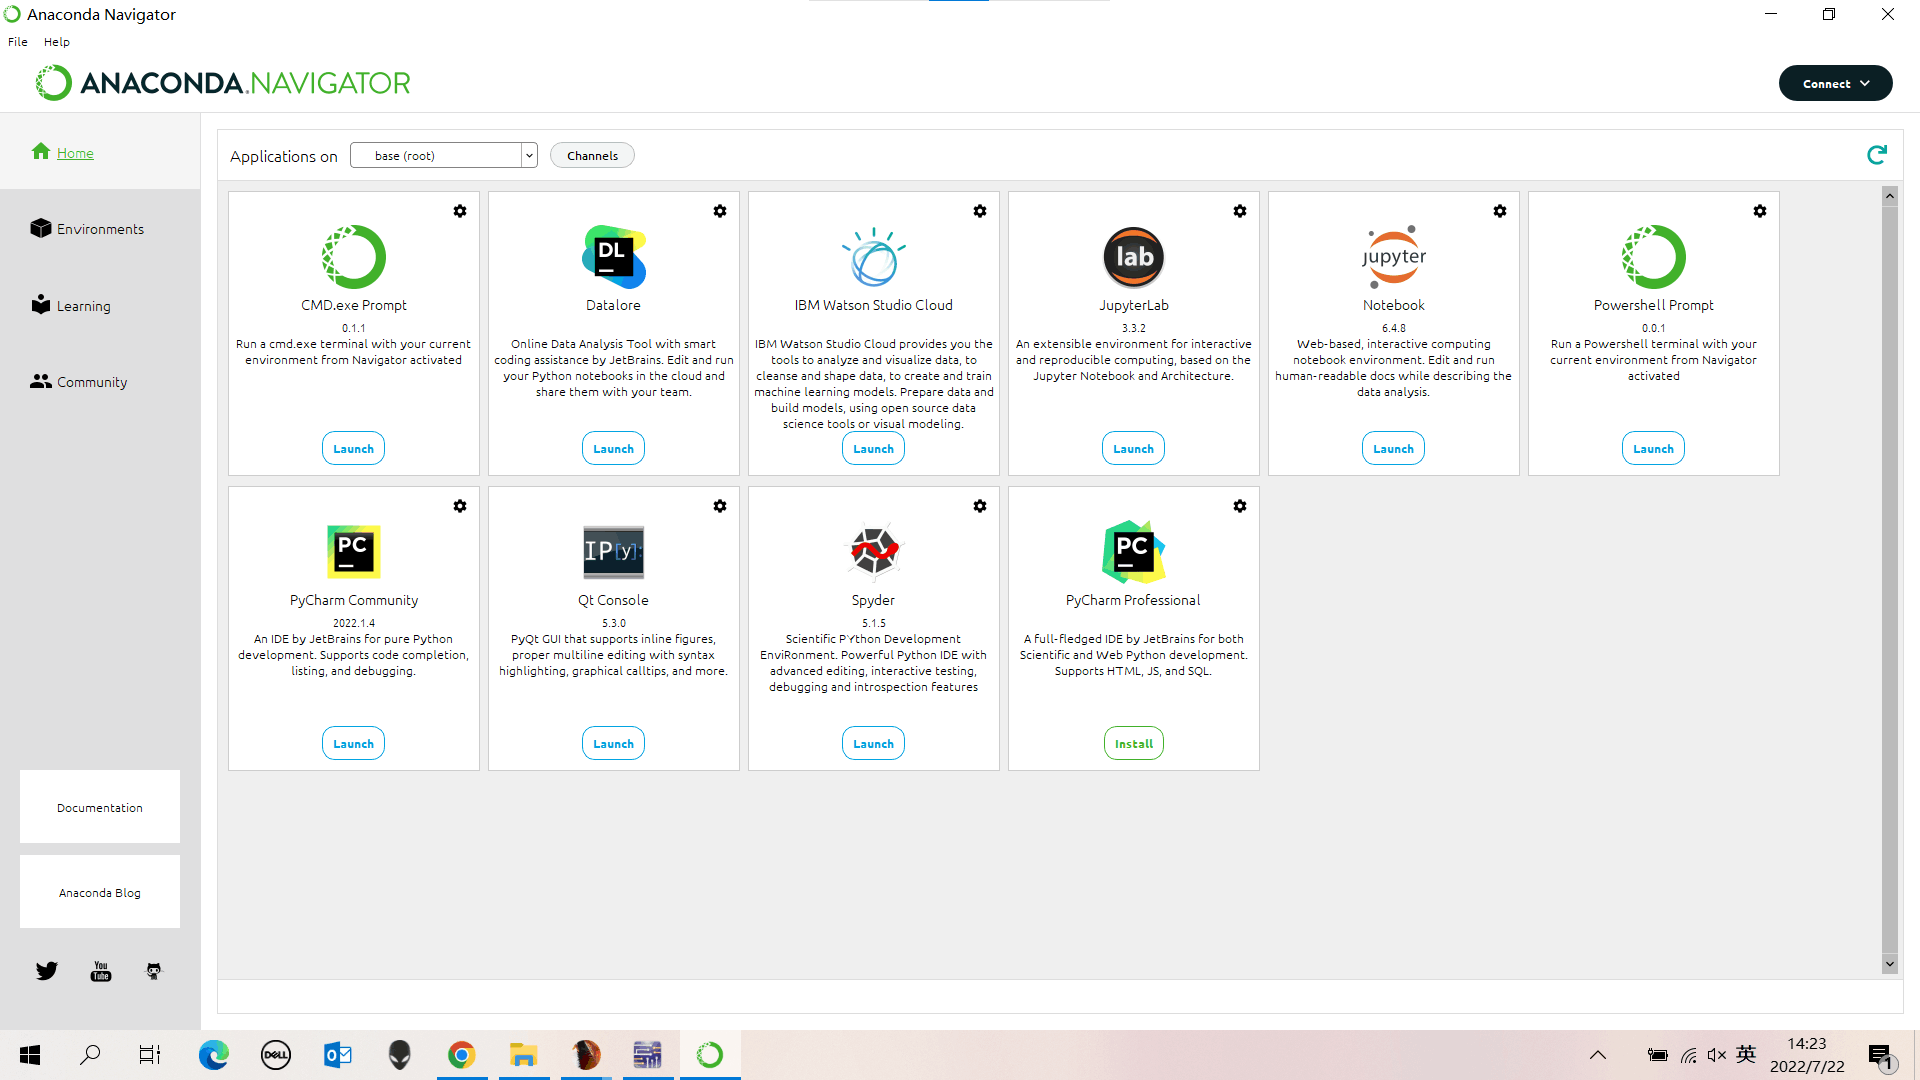 Anaconda Navigator
File Help
ANACONDA.NAVIGATOR
Connect
Home
Environments
Learning
Community
Documentation
Anaconda Blog
You
Tube
Applications on
base (root)
Channels
CMD.exe Prompt
0.1.1
Run a cmd.exe terminal with your current
environment from Navigator activated
Launch
DL
Datalore
Online Data Analysis Tool with smart
coding assistance by JetBrains. Edit and run
your Python notebooks in the cloud and
share them with your team.
Launch
IBM Watson Studio Cloud
IBM Watson Studio Cloud provides you the
tools to analyze and visualize data, to
cleanse and shape data, to create and train
machine learning models. Prepare data and
build models, using open source data
science tools or visual modeling.
Launch
lab
JupyterLab
3.3.2
An extensible environment for interactive
and reproducible computing, based on the
Jupyter Notebook and Architecture.
Launch
jupyter
Notebook
6.4.8
Web-based, interactive computing
notebook environment. Edit and run
human-readable docs while describing the
data analysis.
Launch
Powershell Prompt
0.0.1
Run a Powershell terminal with your
current environment from Navigator
activated
Launch
PC
PyCharm Community
2022.1.4
An IDE by JetBrains for pure Python
development. Supports code completion,
listing, and debugging.
Launch
IP[y]:
Qt Console
5.3.0
PyQt GUI that supports inline figures,
proper multiline editing with syntax
highlighting, graphical calltips, and more.
Launch
Spyder
5.1.5
Scientific PYthon Development
EnviRonment. Powerful Python IDE with
advanced editing, interactive testing,
debugging and introspection features
Launch
PC
PyCharm Professional
A full-fledged IDE by JetBrains for both
Scientific and Web Python development.
Supports HTML, JS, and SQL.
Install
DELL
英
14:23
2022/7/22
1